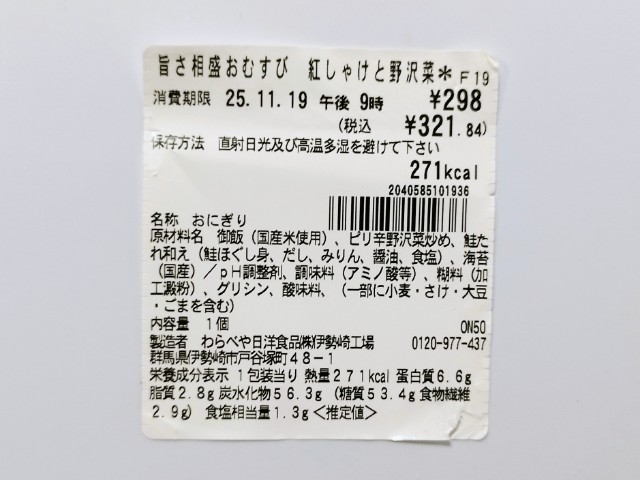 旨さ相盛おむすび 紅しゃけと野沢菜* F19
消費期限 25.11.19 午後 9時 ¥298
(税込 ¥321.84)
保存方法 直射日光及び高温多湿を避けて下さい
271kcal
2040585101936
名称 おにぎり
原材料名 御飯(国産米使用)、ピリ辛野沢菜炒め、鮭た
れ和え(鮭ほぐし身、だし、みりん、醤油、食塩)、海苔
(国産)/pH調整剤、調味料(アミノ酸等)、糊料(加
工澱粉)、グリシン、酸味料、(一部に小麦・さけ・大豆
・ごまを含む)
内容量 1個 ON50
製造者 わらべや日洋食品(株)伊勢崎工場 0120-977-437
群馬県伊勢崎市戸谷塚町48-1
栄養成分表示 1包装当り 熱量271kcal 蛋白質6.6g
脂質2.8g 炭水化物56.3g (糖質53.4g 食物繊維
2.9g) 食塩相当量1.3g<推定値>